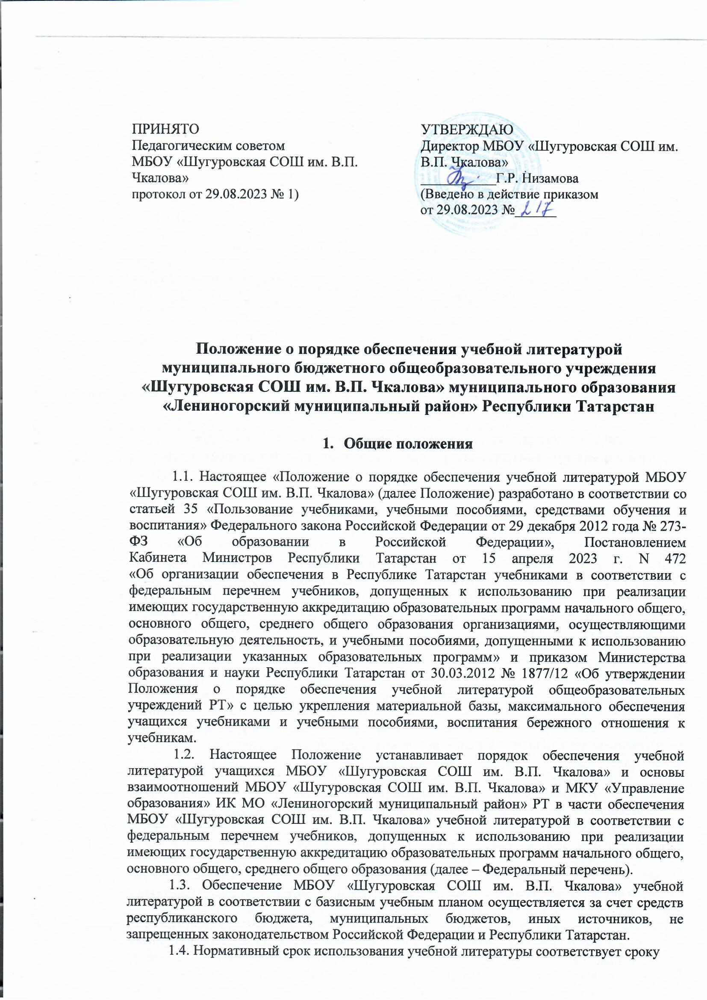 ПРИНЯТО
Педагогическим советом
МБОУ «Шугуровская СОШ им. В.П.
Чкалова»
протокол от 29.08.2023 № 1)
УТВЕРЖДАЮ
Директор МБОУ «Шугуровская СОШ им.
В.П. Чкалова»
___________Г.Р. Низамова
(Введено в действие приказом
от 29.08.2023 № 217
Положение о порядке обеспечения учебной литературой
муниципального бюджетного общеобразовательного учреждения
«Шугуровская СОШ им. В.П. Чкалова» муниципального образования
«Лениногорский муниципальный район» Республики Татарстан
1. Общие положения
1.1. Настоящее «Положение о порядке обеспечения учебной литературой МБОУ
«Шугуровская СОШ им. В.П. Чкалова» (далее Положение) разработано в соответствии со
статьей 35 «Пользование учебниками, учебными пособиями, средствами обучения и
воспитания» Федерального закона Российской Федерации от 29 декабря 2012 года № 273-
ФЗ «Об образовании в Российской Федерации», Постановлением
Кабинета Министров Республики Татарстан от 15 апреля 2023 г. N 472
«Об организации обеспечения в Республике Татарстан учебниками в соответствии с
федеральным перечнем учебников, допущенных к использованию при реализации
имеющих государственную аккредитацию образовательных программ начального общего,
основного общего, среднего общего образования организациями, осуществляющими
образовательную деятельность, и учебными пособиями, допущенными к использованию
при реализации указанных образовательных программ» и приказом Министерства
образования и науки Республики Татарстан от 30.03.2012 № 1877/12 «Об утверждении
Положения о порядке обеспечения учебной литературой общеобразовательных
учреждений РТ» с целью укрепления материальной базы, максимального обеспечения
учащихся учебниками и учебными пособиями, воспитания бережного отношения к
учебникам.
1.2. Настоящее Положение устанавливает порядок обеспечения учебной
литературой учащихся МБОУ «Шугуровская СОШ им. В.П. Чкалова» и основы
взаимоотношений МБОУ «Шугуровская СОШ им. В.П. Чкалова» и МКУ «Управление
образования» ИК МО «Лениногорский муниципальный район» РТ в части обеспечения
МБОУ «Шугуровская СОШ им. В.П. Чкалова» учебной литературой в соответствии с
федеральным перечнем учебников, допущенных к использованию при реализации
имеющих государственную аккредитацию образовательных программ начального общего,
основного общего, среднего общего образования (далее – Федеральный перечень).
1.3. Обеспечение МБОУ «Шугуровская СОШ им. В.П. Чкалова» учебной
литературой в соответствии с базисным учебным планом осуществляется за счет средств
республиканского бюджета, муниципальных бюджетов, иных источников, не
запрещенных законодательством Российской Федерации и Республики Татарстан.
1.4. Нормативный срок использования учебной литературы соответствует сроку